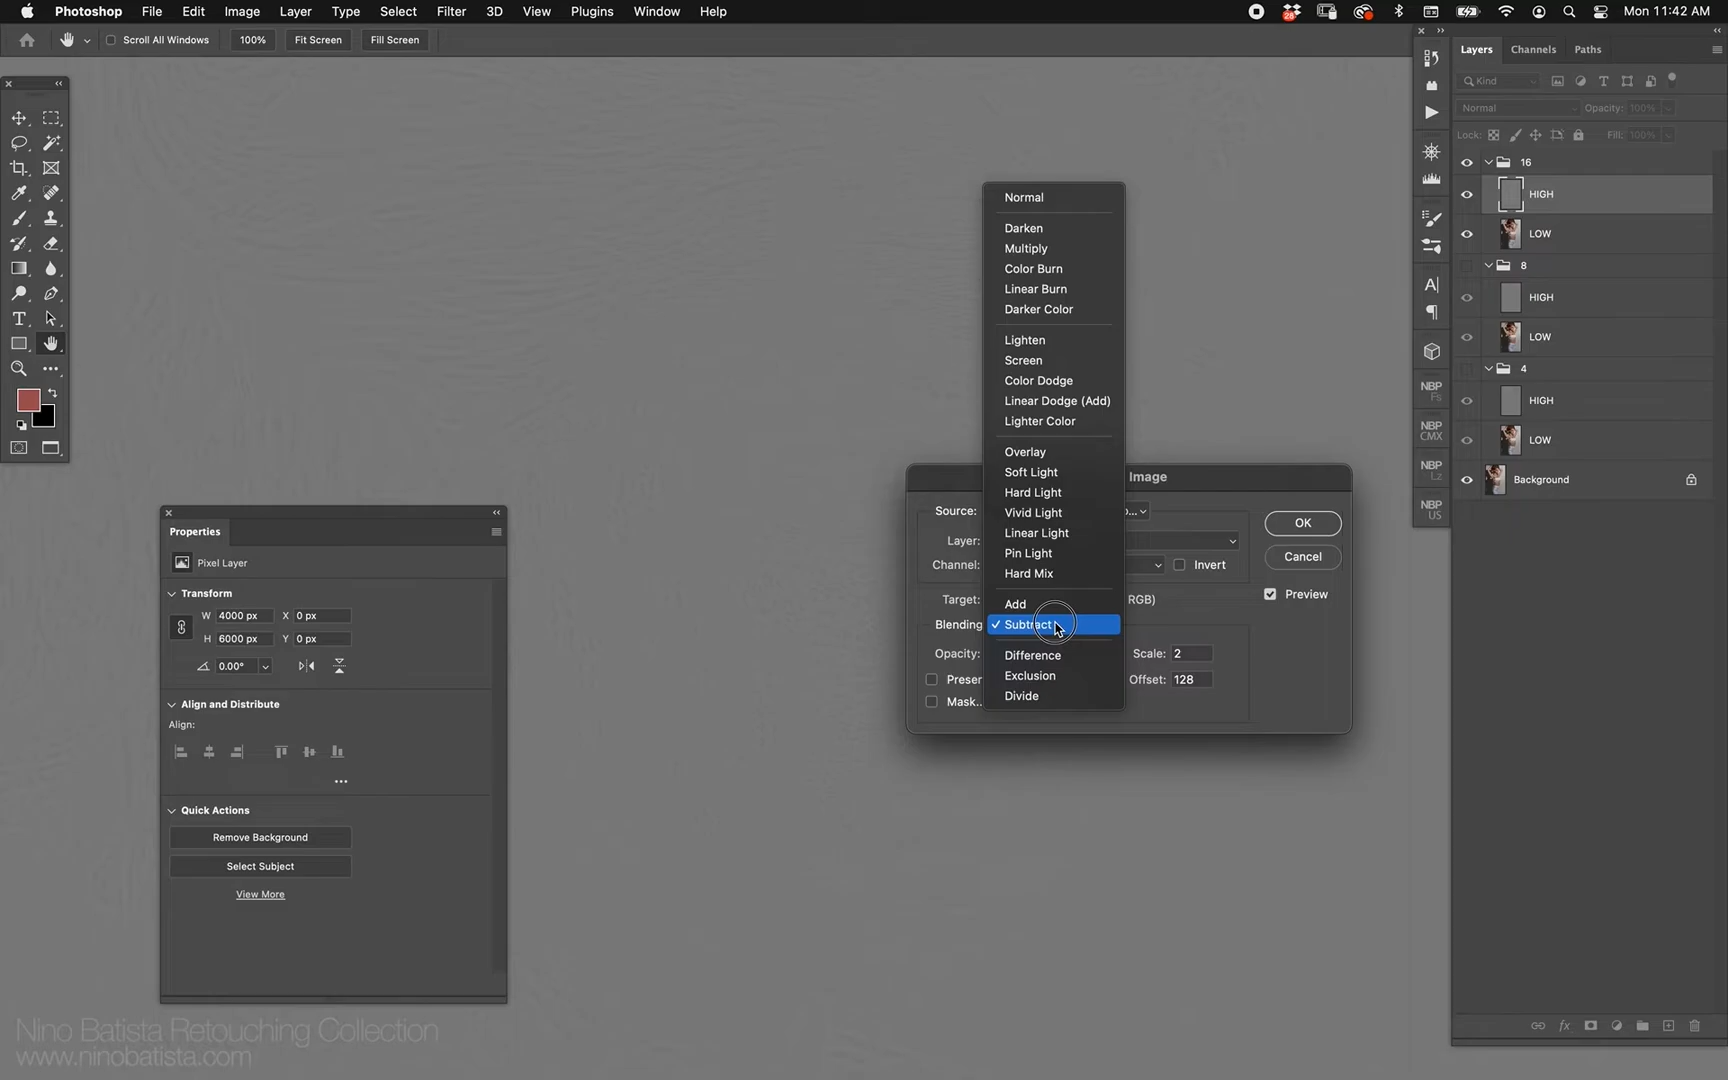 Photoshop File Edit Image Layer Type Select Filter 3D View Plugins Window Help
28
Mon 11:42 AM
Scroll All Windows 100% Fit Screen Fill Screen
Layers Channels Paths
Kind
Normal Opacity: 100%
Lock: Fill: 100%
16
HIGH
LOW
8
HIGH
LOW
4
HIGH
LOW
Background
NBP
Fs
NBP
CMX
NBP
Lz
NBP
US
Normal
Darken
Multiply
Color Burn
Linear Burn
Darker Color
Lighten
Screen
Color Dodge
Linear Dodge (Add)
Lighter Color
Overlay
Soft Light
Hard Light
Vivid Light
Linear Light
Pin Light
Hard Mix
Add
Subtract
Difference
Exclusion
Divide
Image
Source:
Layer:
Channel: Invert
Target: RGB)
Blending
Opacity: Scale: 2
Preser Offset: 128
Mask..
OK
Cancel
Preview
Properties
Pixel Layer
Transform
W 4000 px X 0 px
H 6000 px Y 0 px
0.00°
Align and Distribute
Align:
Quick Actions
Remove Background
Select Subject
View More
Nino Batista Retouching Collection
www.ninobatista.com